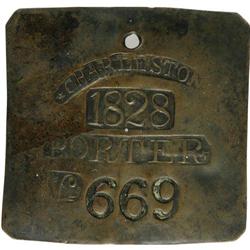 CHARLESTON
1828
PORTER
No 669